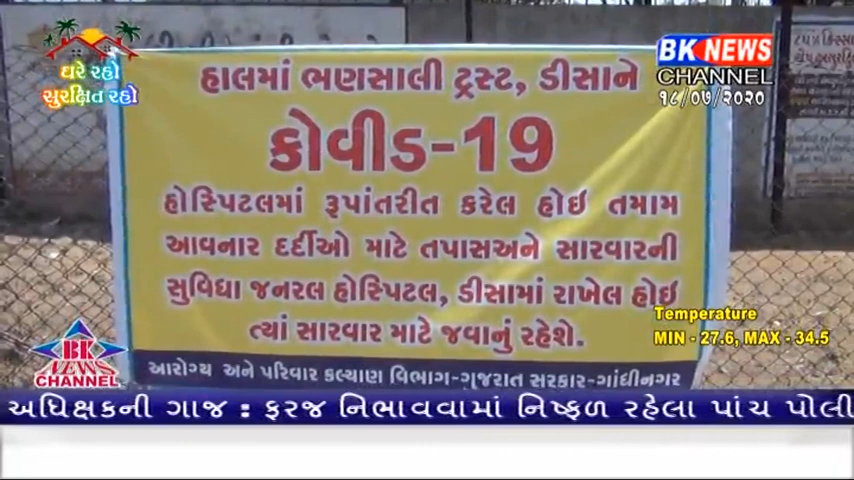 ઘરે રહો
સુરક્ષિત રહો
BK NEWS
CHANNEL
૧૮/૦૭/૨૦૨૦
હાલમાં ભણસાલી ટ્રસ્ટ, ડીસાને
કોવીડ-19
હોસ્પિટલમાં રૂપાંતરીત કરેલ હોઈ તમામ
આવનાર દર્દીઓ માટે તપાસઅને સારવારની
સુવિધા જનરલ હોસ્પિટલ, ડીસામાં રાખેલ હોઈ
ત્યાં સારવાર માટે જવાનું રહેશે.
આરોગ્ય અને પરિવાર કલ્યાણ વિભાગ-ગુજરાત સરકાર-ગાંધીનગર
Temperature
MIN - 27.6, MAX - 34.5
BK
NEWS
CHANNEL
અધિક્ષકની ગાજ : ફરજ નિભાવવામાં નિષ્ફળ રહેલા પાંચ પોલી